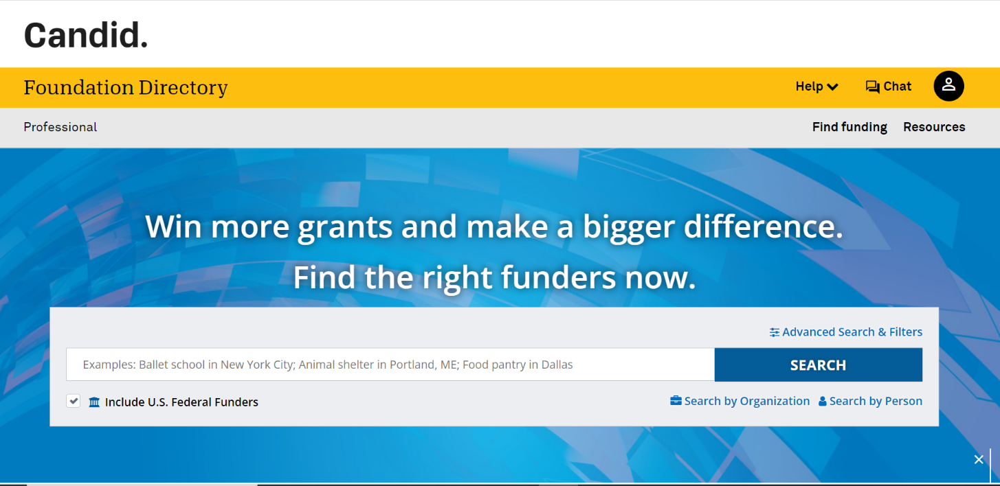 Candid.
Foundation Directory
Help
Chat
Professional
Find funding
Resources
Win more grants and make a bigger difference.
Find the right funders now.
Advanced Search & Filters
Examples: Ballet school in New York City; Animal shelter in Portland, ME; Food pantry in Dallas
SEARCH
Include U.S. Federal Funders
Search by Organization
Search by Person